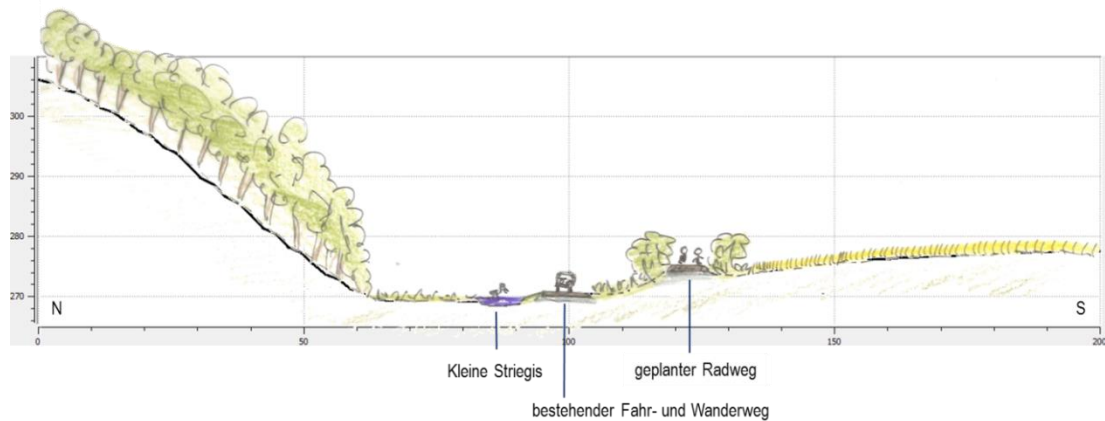 300
290
280
270
N
S
0
50
100
150
200
Kleine Striegis
geplanter Radweg
bestehender Fahr- und Wanderweg